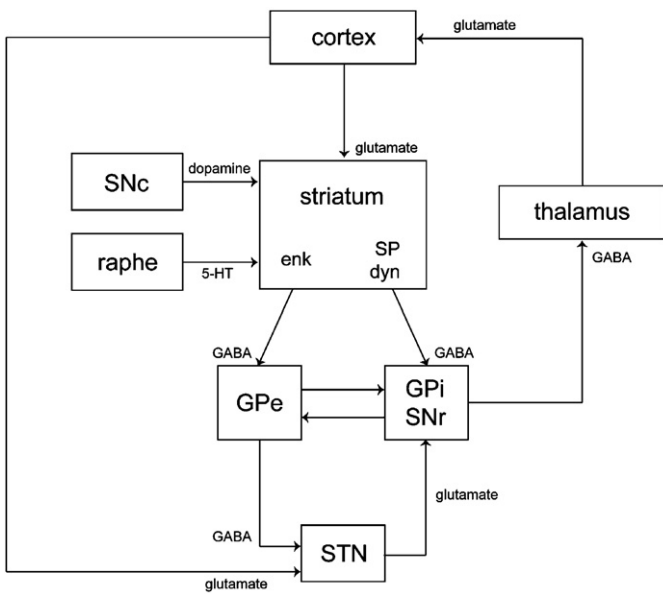 cortex
glutamate
glutamate
SNc
dopamine
striatum
thalamus
raphe
5-HT
enk
SP
dyn
GABA
GABA
GABA
GPe
GPi
SNr
glutamate
GABA
STN
glutamate